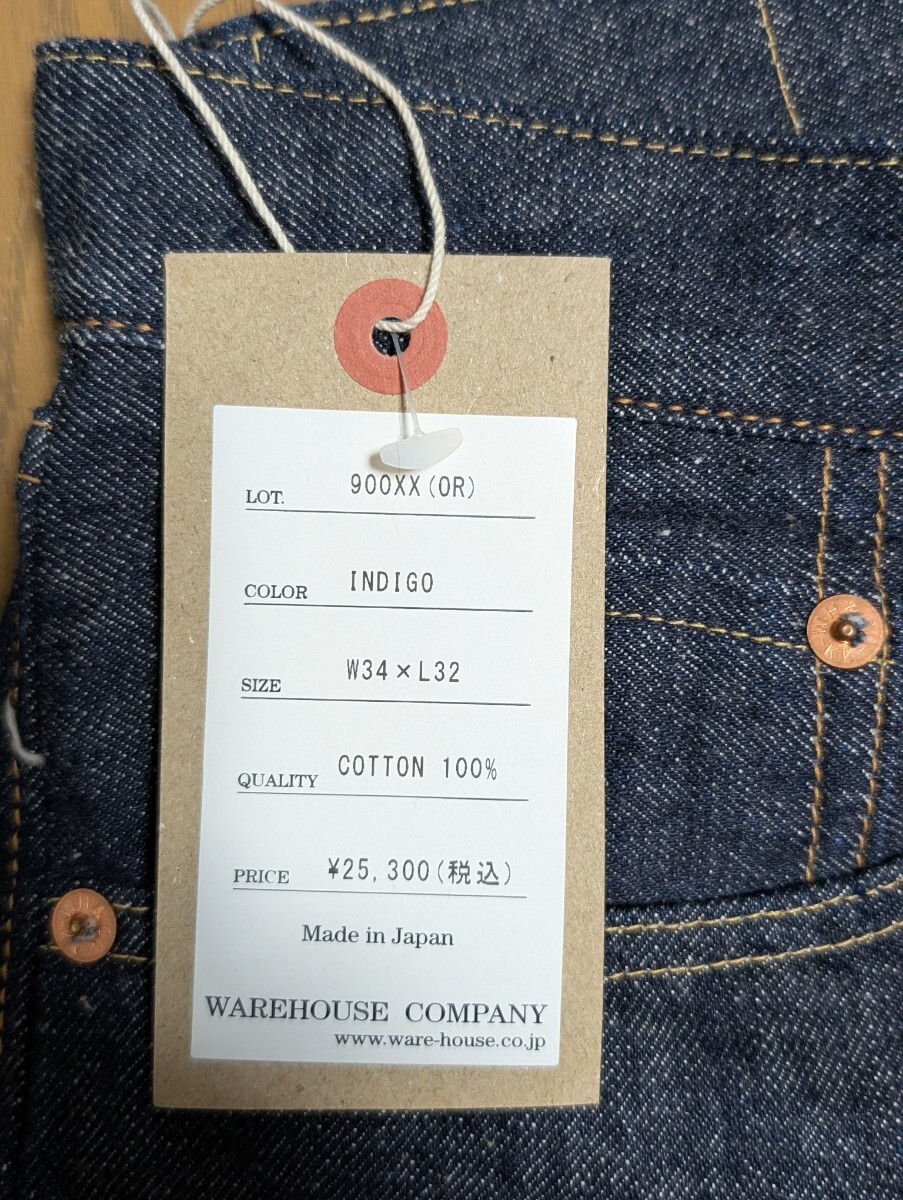 LOT. 900XX(OR)
COLOR INDIGO
SIZE W34×L32
QUALITY COTTON 100%
PRICE ¥25,300(税込)
Made in Japan
WAREHOUSE COMPANY
www.ware-house.co.jp